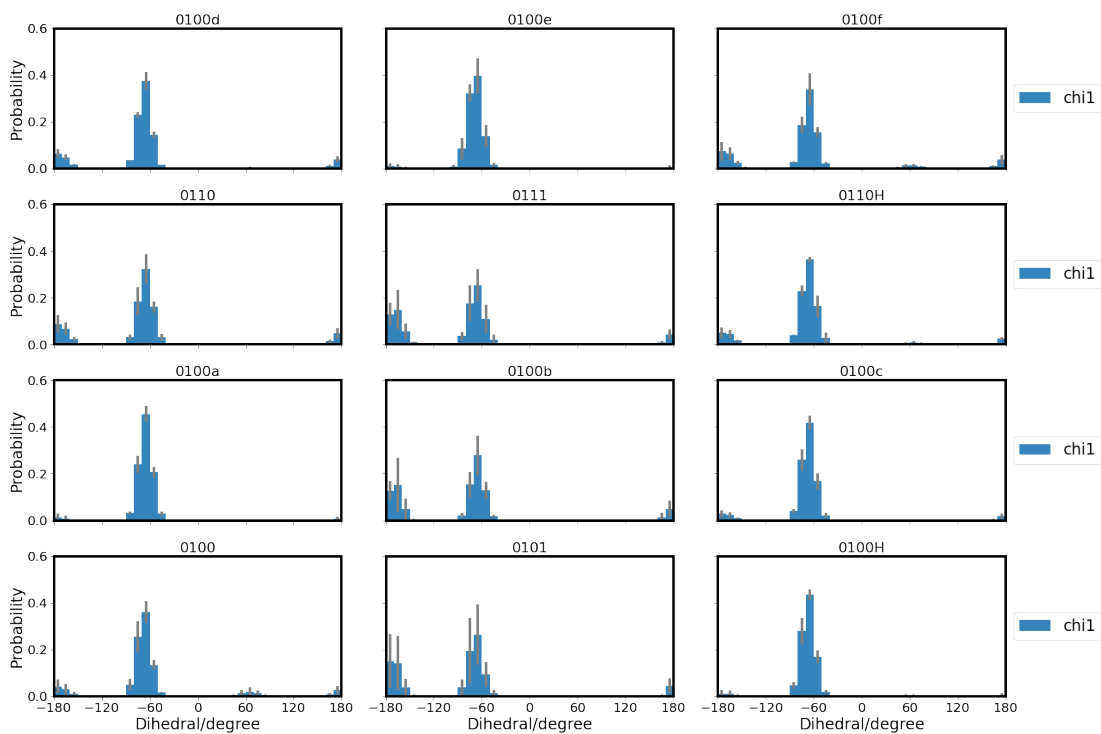 0100d 0100e 0100f
0.6
0.4
0.2
0.0
Probability
chi1
0110 0111 0110H
0.6
0.4
0.2
0.0
Probability
chi1
0100a 0100b 0100c
0.6
0.4
0.2
0.0
Probability
chi1
0100 0101 0100H
0.6
0.4
0.2
0.0
Probability
chi1
−180 −120 −60 0 60 120 180 −180 −120 −60 0 60 120 180 −180 −120 −60 0 60 120 180
Dihedral/degree Dihedral/degree Dihedral/degree